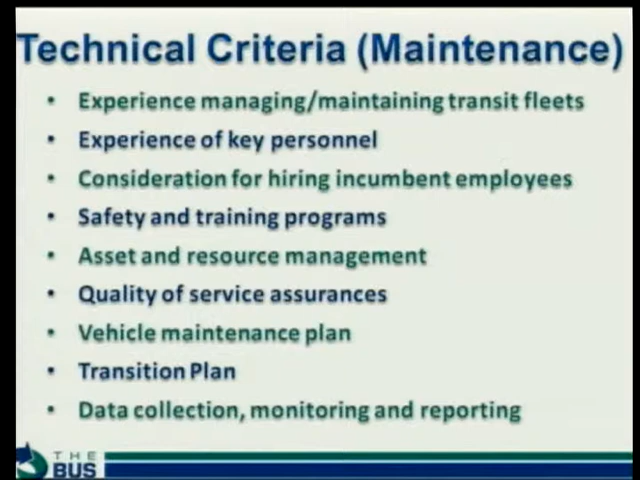 Technical Criteria (Maintenance)
• Experience managing/maintaining transit fleets
• Experience of key personnel
• Consideration for hiring incumbent employees
• Safety and training programs
• Asset and resource management
• Quality of service assurances
• Vehicle maintenance plan
• Transition Plan
• Data collection, monitoring and reporting
THE
BUS